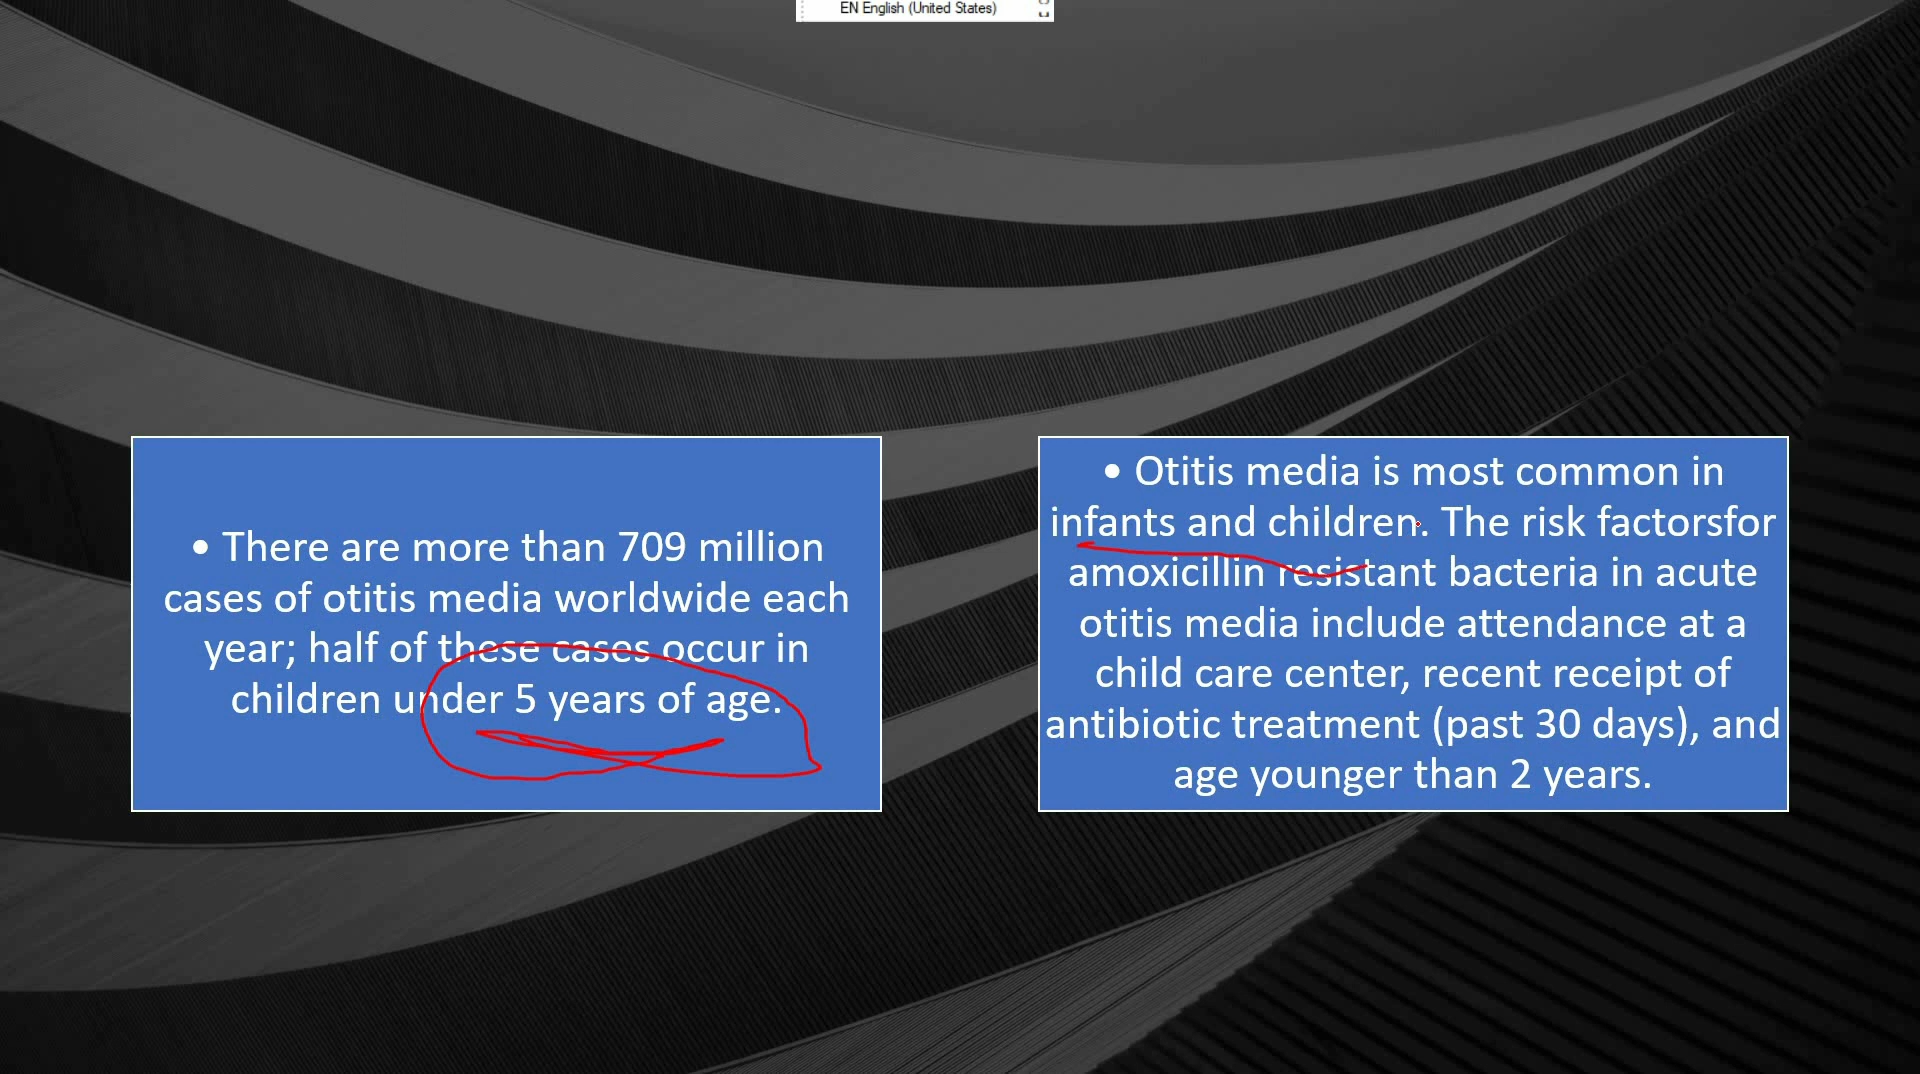 EN English (United States)
• There are more than 709 million
cases of otitis media worldwide each
year; half of these cases occur in
children under 5 years of age.
• Otitis media is most common in
infants and children. The risk factorsfor
amoxicillin resistant bacteria in acute
otitis media include attendance at a
child care center, recent receipt of
antibiotic treatment (past 30 days), and
age younger than 2 years.